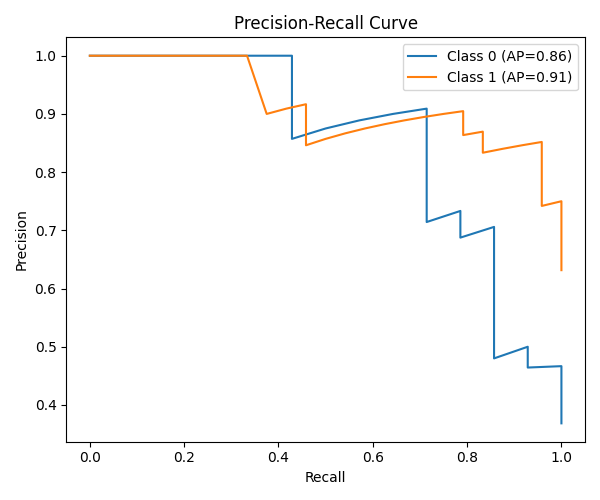 Precision-Recall Curve
Class 0 (AP=0.86)
Class 1 (AP=0.91)
1.0
0.9
0.8
0.7
0.6
0.5
0.4
Precision
0.0 0.2 0.4 0.6 0.8 1.0
Recall